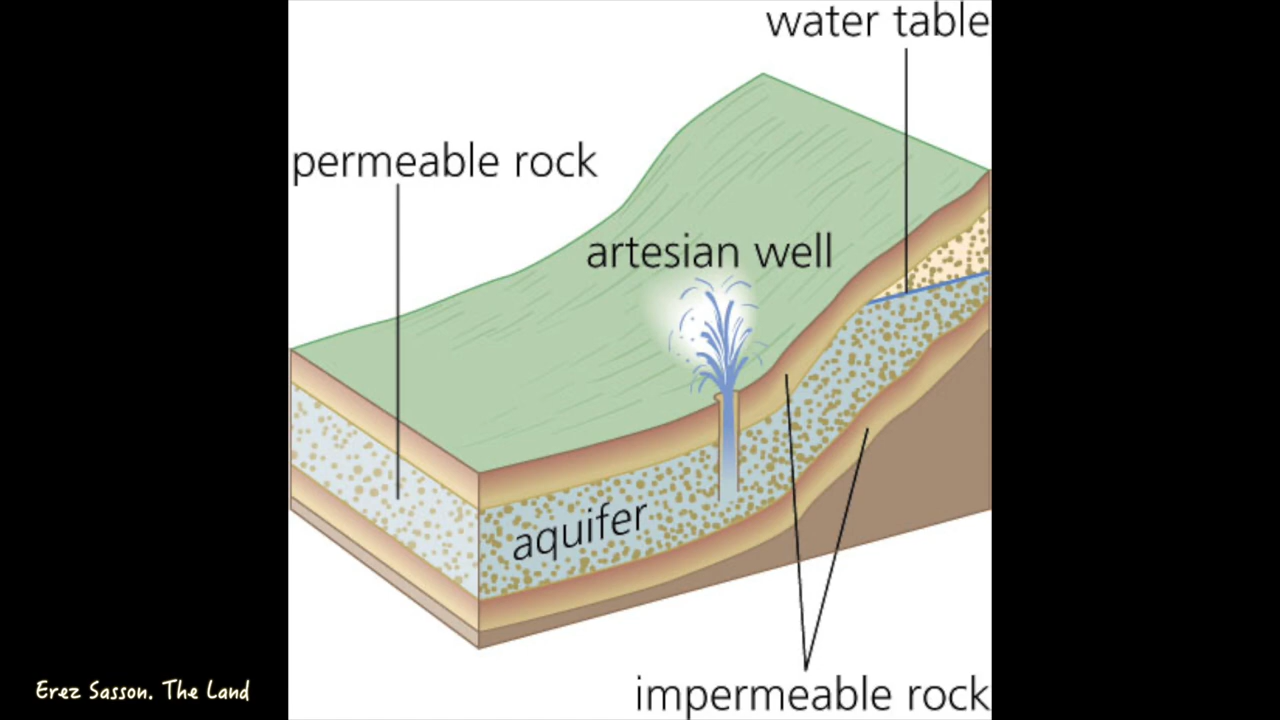 water table
permeable rock
artesian well
aquifer
impermeable rock
Erez Sasson. The Land